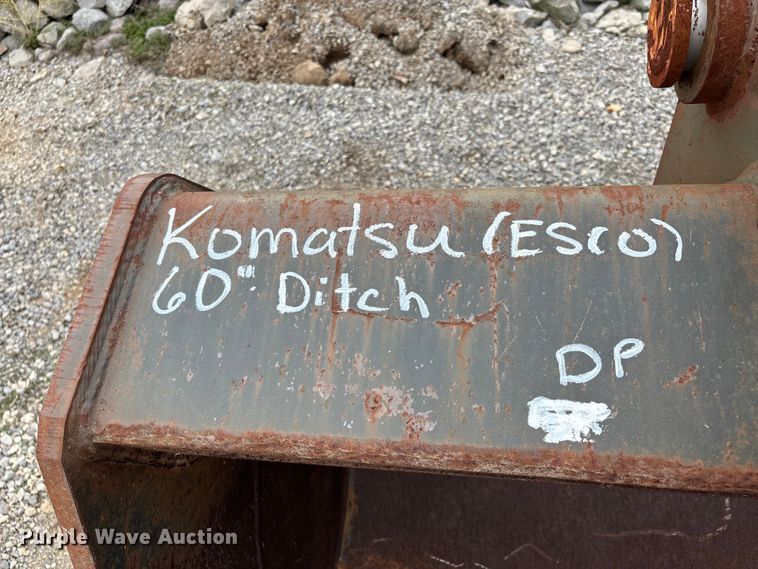 Komatsu (ESCO)
60" Ditch
DP
Purple Wave Auction